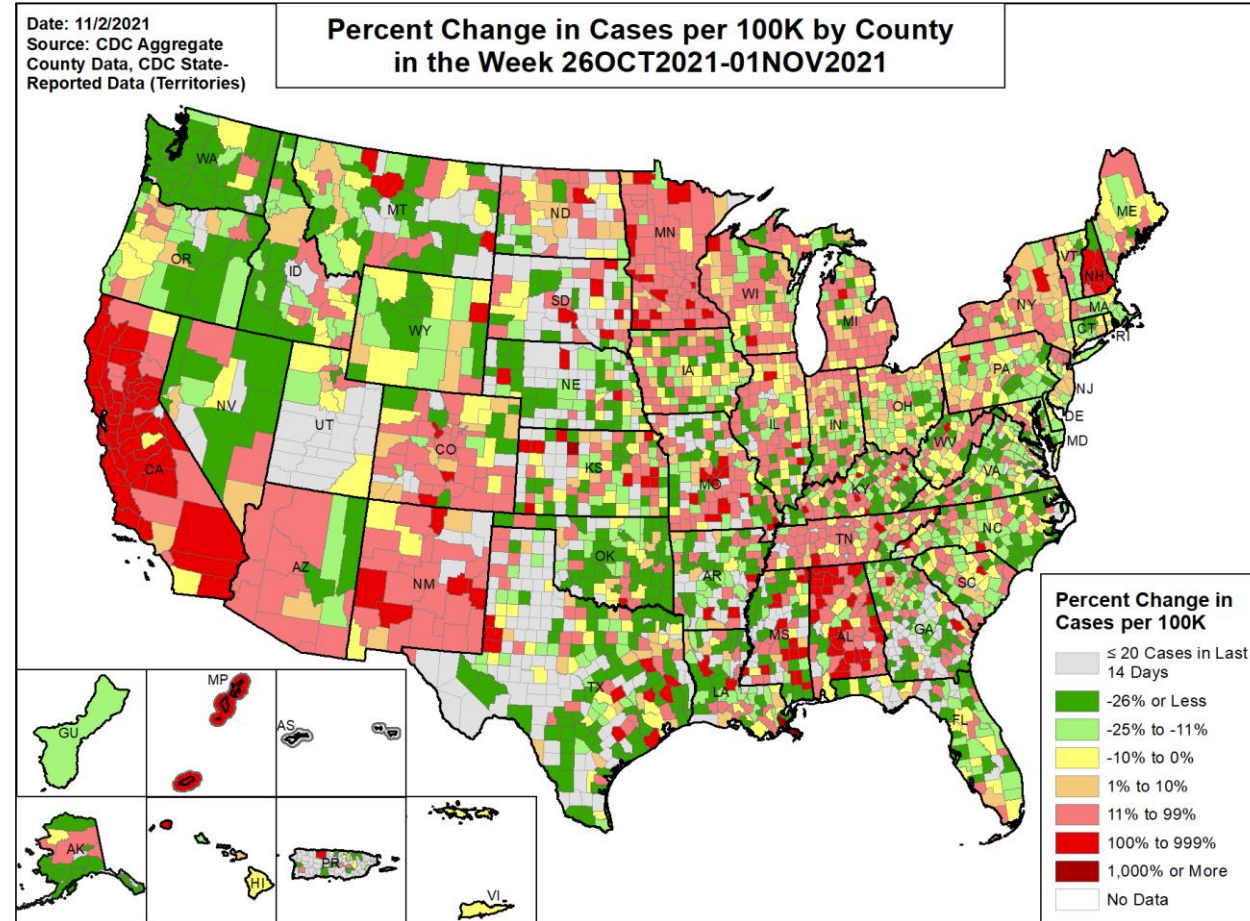 Date: 11/2/2021
Source: CDC Aggregate
County Data, CDC State-
Reported Data (Territories)
Percent Change in Cases per 100K by County
in the Week 26OCT2021-01NOV2021
WA
MT
ND
MN
ME
OR
ID
SD
WI
VT
NH
WY
NY
MA
MI
CT
RI
IA
NE
PA
NV
NJ
OH
UT
IL
IN
DE
CO
WV
MD
CA
KS
VA
MO
KY
NC
TN
OK
AZ
NM
AR
SC
MS
AL
GA
TX
LA
FL
GU
MP
AS
AK
HI
PR
VI
Percent Change in
Cases per 100K
≤ 20 Cases in Last
14 Days
-26% or Less
-25% to -11%
-10% to 0%
1% to 10%
11% to 99%
100% to 999%
1,000% or More
No Data